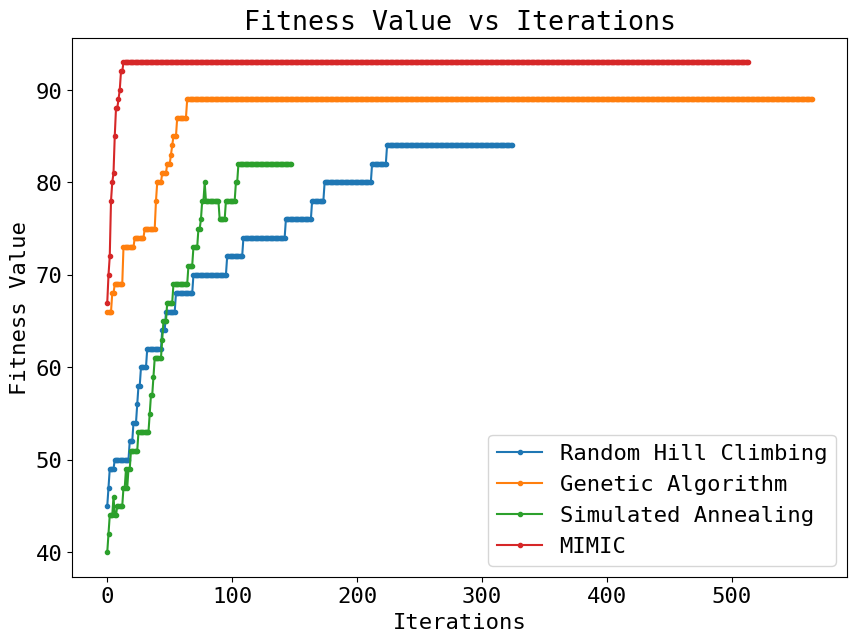 Fitness Value vs Iterations
Fitness Value
90
80
70
60
50
40
0 100 200 300 400 500
Iterations
Random Hill Climbing
Genetic Algorithm
Simulated Annealing
MIMIC